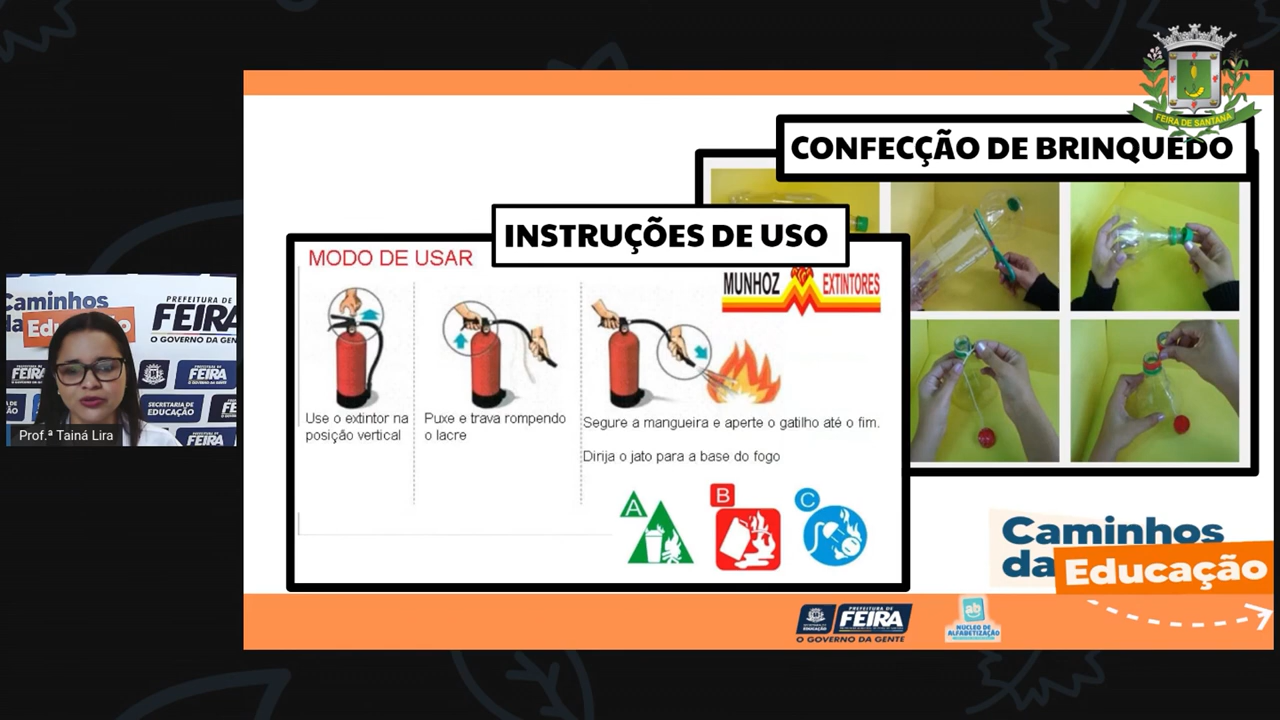 FEIRA DE SANTANA
CONFECÇÃO DE BRINQUEDO
INSTRUÇÕES DE USO
MODO DE USAR
MUNHOZ EXTINTORES
Use o extintor na
posição vertical
Puxe e trava rompendo
o lacre
Segure a mangueira e aperte o gatilho até o fim.
Dirija o jato para a base do fogo
A
B
C
Caminhos
da Educação
PREFEITURA DE
FEIRA
O GOVERNO DA GENTE
FEIRA
SECRETARIA DE
EDUCAÇÃO
FEIRA
Prof.ª Tainá Lira
Caminhos
da Educação
PREFEITURA DE
FEIRA
O GOVERNO DA GENTE
NÚCLEO DE
ALFABETIZAÇÃO